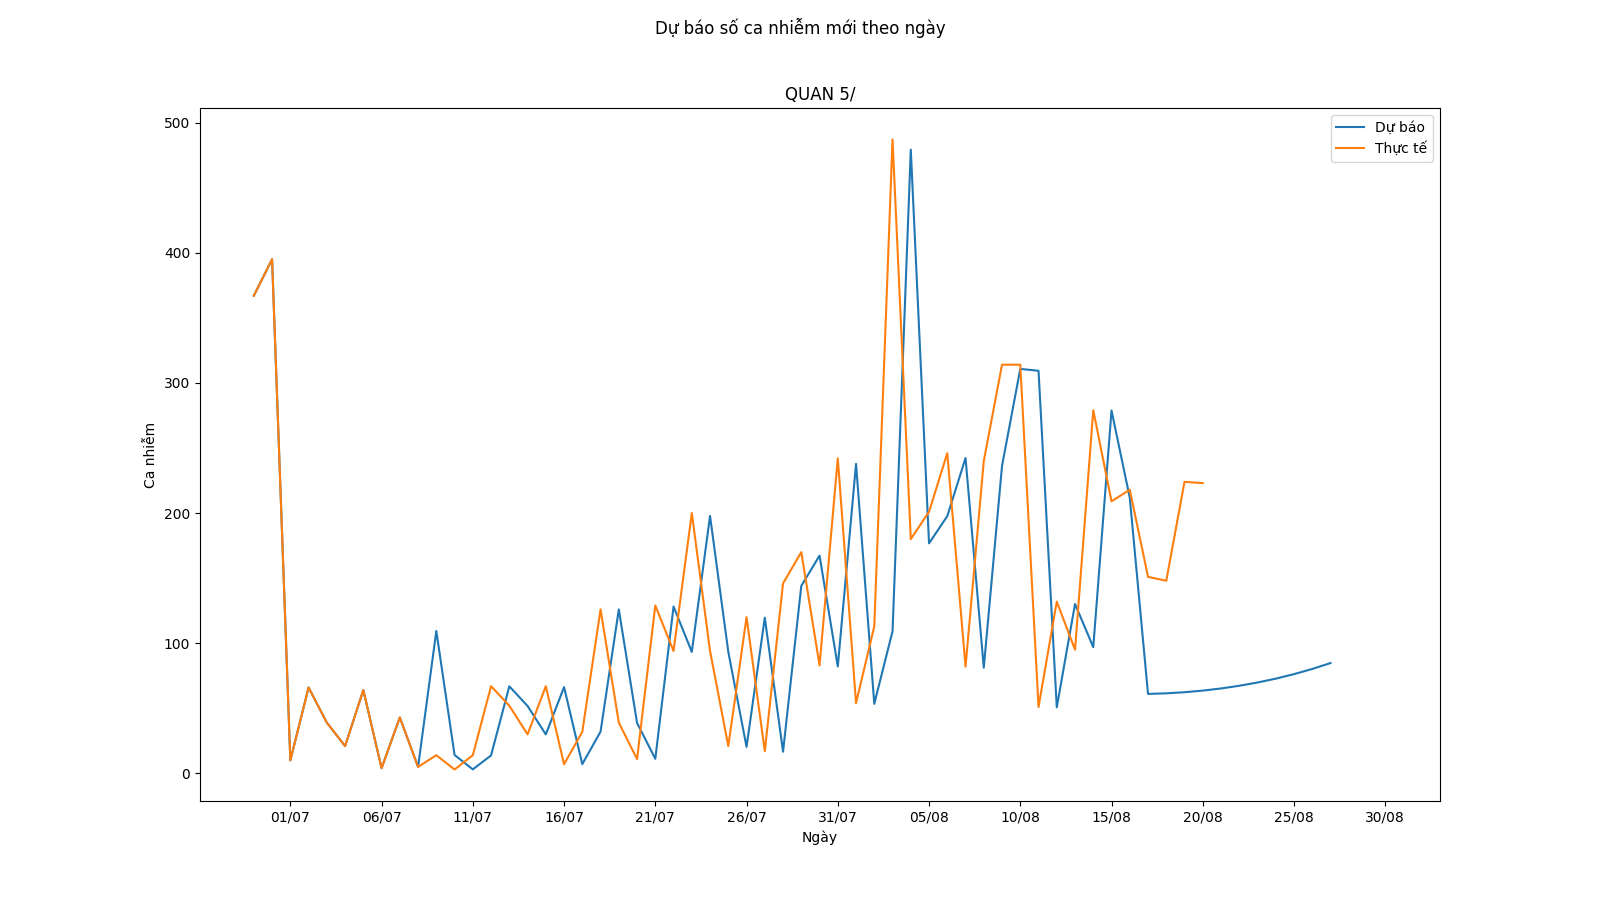 Dự báo số ca nhiễm mới theo ngày
QUAN 5/
Dự báo
Thực tế
500
400
300
200
100
0
Ca nhiễm
01/07 06/07 11/07 16/07 21/07 26/07 31/07 05/08 10/08 15/08 20/08 25/08 30/08
Ngày